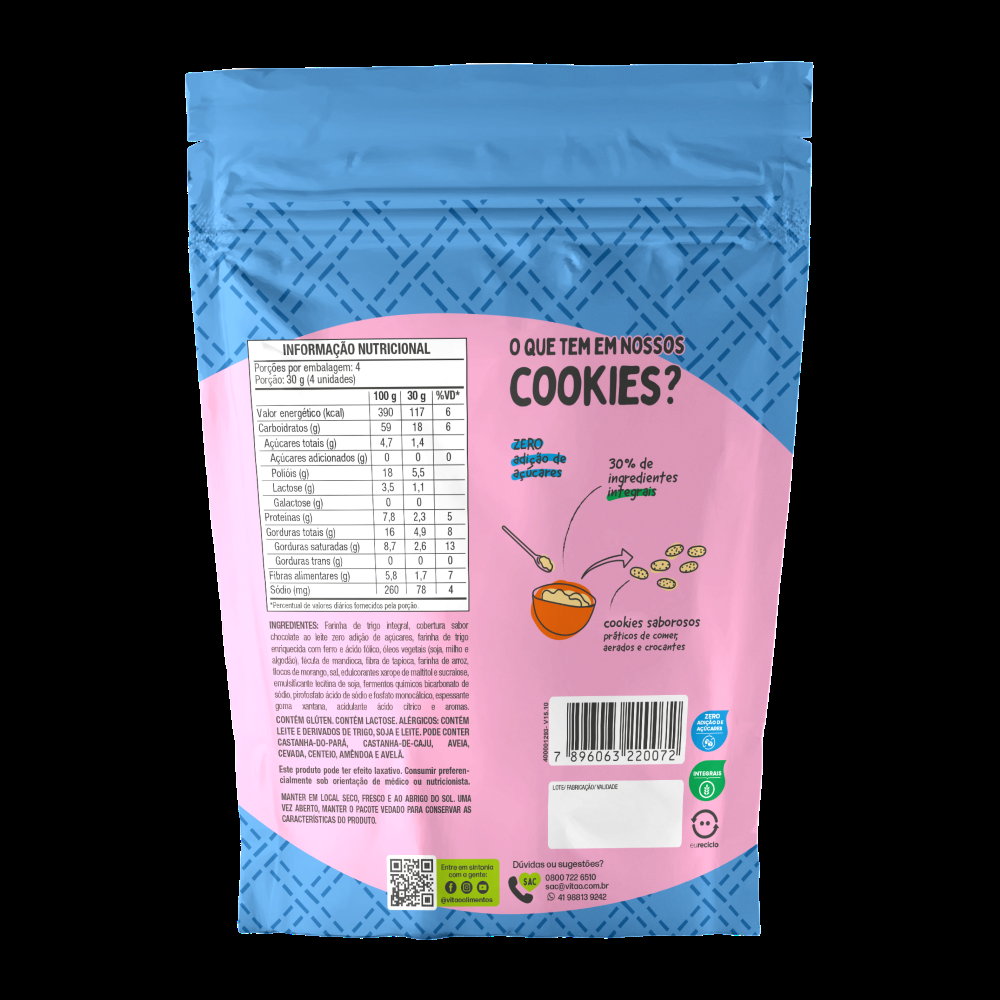 INFORMAÇÃO NUTRICIONAL
Porções por embalagem: 4
Porção: 30 g (4 unidades)
100 g 30 g %VD*
Valor energético (kcal) 390 117 6
Carboidratos (g) 59 18 6
Açúcares totais (g) 4,7 1,4
Açúcares adicionados (g) 0 0 0
Polióis (g) 18 5,5
Lactose (g) 3,5 1,1
Galactose (g) 0 0
Proteínas (g) 7,8 2,3 5
Gorduras totais (g) 16 4,9 8
Gorduras saturadas (g) 8,7 2,6 13
Gorduras trans (g) 0 0 0
Fibras alimentares (g) 5,8 1,7 7
Sódio (mg) 260 78 4
*Percentual de valores diários fornecidos pela porção.
INGREDIENTES: Farinha de trigo integral, cobertura sabor
chocolate ao leite zero adição de açúcares, farinha de trigo
enriquecida com ferro e ácido fólico, óleos vegetais (soja, milho e
algodão), fécula de mandioca, fibra de tapioca, farinha de arroz,
flocos de morango, sal, edulcorantes xarope de maltitol e sucralose,
emulsificante lecitina de soja, fermentos químicos bicarbonato de
sódio, pirofosfato ácido de sódio e fosfato monocálcico, espessante
goma xantana, acidulante ácido cítrico e aromas.
CONTÉM GLÚTEN. CONTÉM LACTOSE. ALÉRGICOS: CONTÉM
LEITE E DERIVADOS DE TRIGO, SOJA E LEITE. PODE CONTER
CASTANHA-DO-PARÁ, CASTANHA-DE-CAJU, AVEIA,
CEVADA, CENTEIO, AMÊNDOA E AVELÃ.
Este produto pode ter efeito laxativo. Consumir preferen-
cialmente sob orientação de médico ou nutricionista.
MANTER EM LOCAL SECO, FRESCO E AO ABRIGO DO SOL. UMA
VEZ ABERTO, MANTER O PACOTE VEDADO PARA CONSERVAR AS
CARACTERÍSTICAS DO PRODUTO.
Entre em sintonia
com a gente:
@vitaoalimentos
O QUE TEM EM NOSSOS
COOKIES?
ZERO
adição de
açúcares
30% de
ingredientes
integrais
cookies saborosos
práticos de comer,
aerados e crocantes
400001293- V15.10
7 896063 220072
LOTE/ FABRICAÇÃO/ VALIDADE
ZERO
ADIÇÃO DE
AÇÚCARES
INTEGRAIS
eureciclo
Dúvidas ou sugestões?
SAC
0800 722 6510
sac@vitao.com.br
41 98813 9242